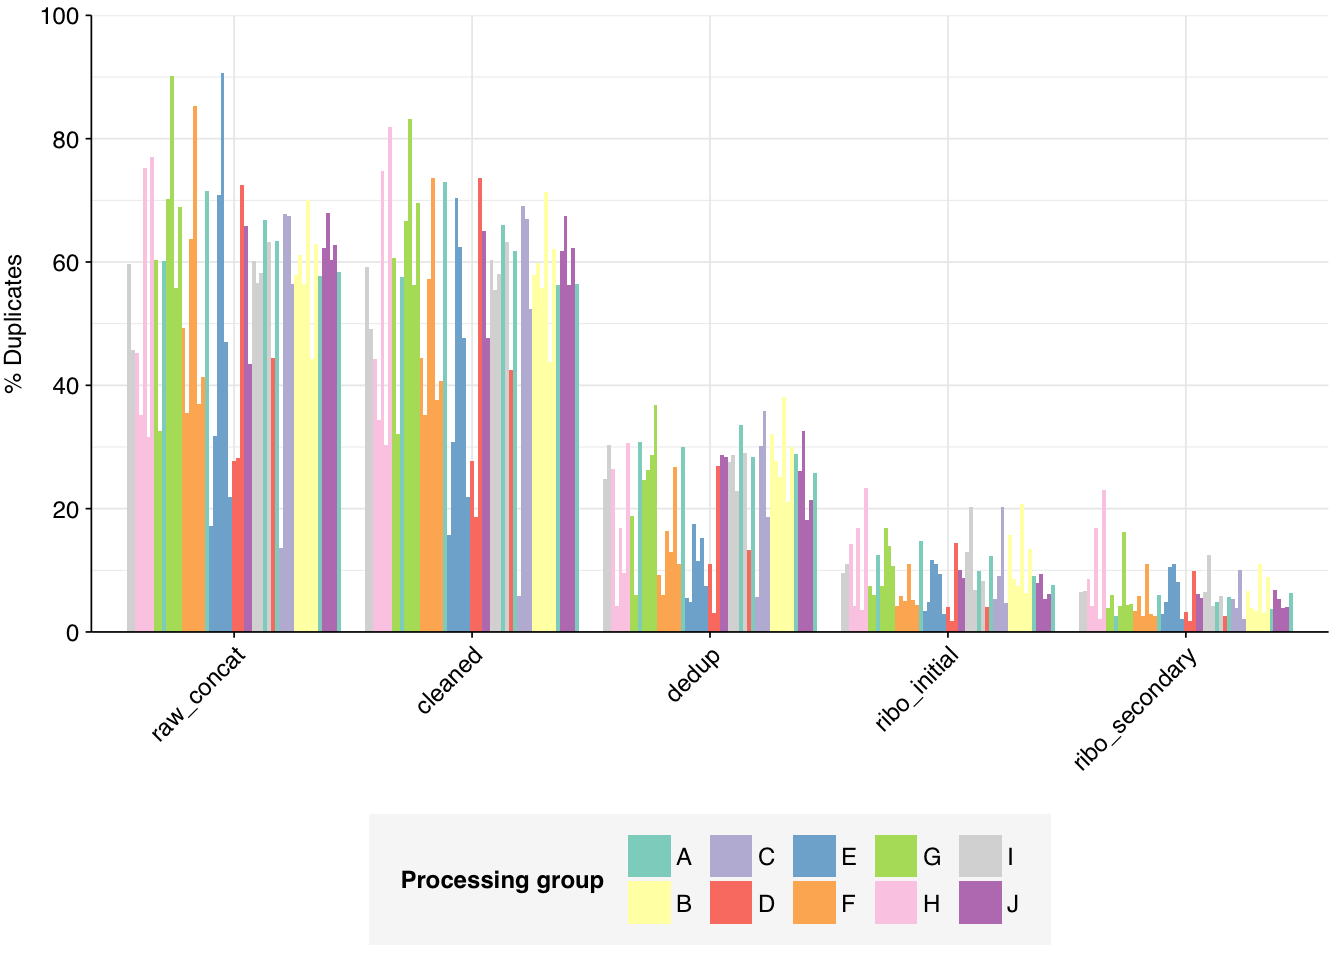 100
80
60
40
20
0
% Duplicates
raw_concat
cleaned
dedup
ribo_initial
ribo_secondary
Processing group
A C E G I
B D F H J